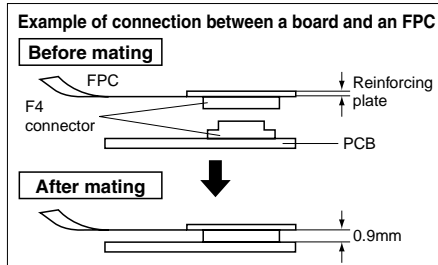 Example of connection between a board and an FPC
Before mating
FPC
Reinforcing
plate
F4
connector
PCB
After mating
0.9mm